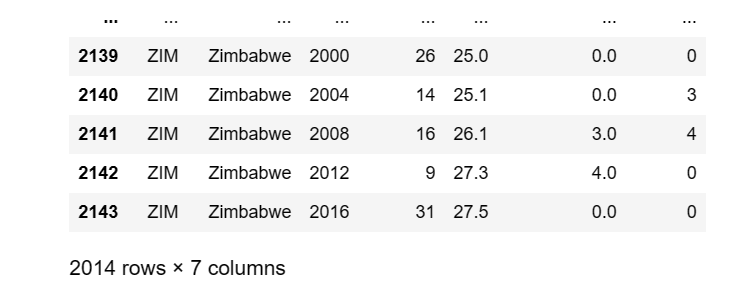 ... ... ... ... ... ... ... ...
2139 ZIM Zimbabwe 2000 26 25.0 0.0 0
2140 ZIM Zimbabwe 2004 14 25.1 0.0 3
2141 ZIM Zimbabwe 2008 16 26.1 3.0 4
2142 ZIM Zimbabwe 2012 9 27.3 4.0 0
2143 ZIM Zimbabwe 2016 31 27.5 0.0 0
2014 rows × 7 columns